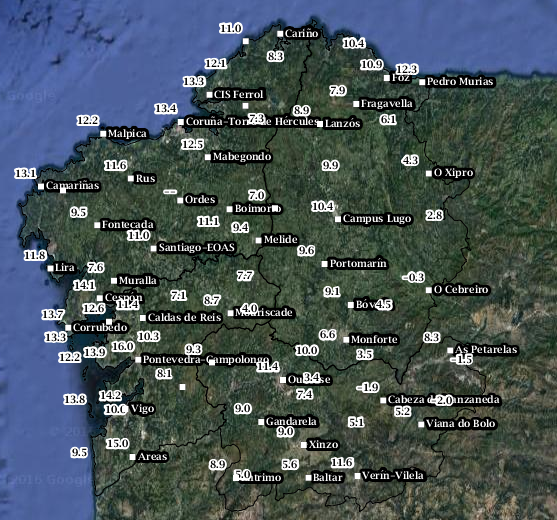 11.0
Cariño
10.4
8.3
12.1
10.9
12.3
Foz
Pedro Murias
13.3
CIS Ferrol
7.9
Fragavella
13.4
7.3
8.9
6.1
12.2
Coruña-Torre de Hércules
Lanzós
Malpica
12.5
Mabegondo
4.3
11.6
9.9
13.1
Rus
O Xipro
Camariñas
--
7.0
Ordes
Boimorto
10.4
9.5
11.1
Campus Lugo
2.8
Fontecada
9.4
11.0
Melide
Santiago-EOAS
9.6
11.8
Lira
7.6
Portomarín
7.7
-0.3
14.1
Muralla
9.1
O Cebreiro
7.1
8.7
Cespón
11.4
4.5
12.6
4.0
13.7
Caldas de Reis
Corrubedo
13.3
10.3
6.6
8.3
16.0
Monforte
9.3
10.0
12.2
13.9
3.5
As Petarelas
Pontevedra-Campolongo
-1.5
11.4
8.1
3.4
-1.9
7.4
14.2
13.8
Cabeza de Manzaneda
-2.0
Vigo
9.0
5.2
Gandarela
5.1
Viana do Bolo
9.0
15.0
Xinzo
9.5
Areas
8.9
5.6
11.6
5.0
Baltar
Verín-Vilela